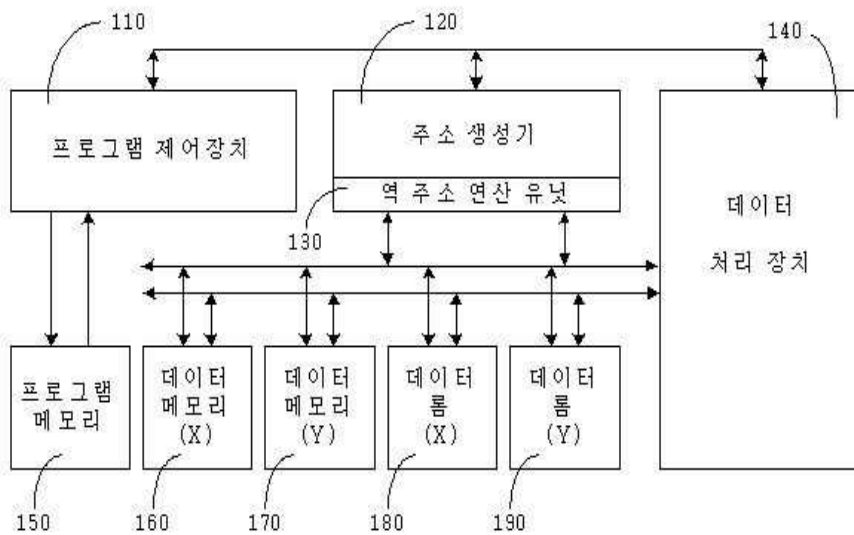 110
120
140
프로그램 제어장치
주소 생성기
역 주소 연산 유닛
130
데이터
처리 장치
프로그램
메모리
데이터
메모리
(X)
데이터
메모리
(Y)
데이터
롬
(X)
데이터
롬
(Y)
150
160
170
180
190